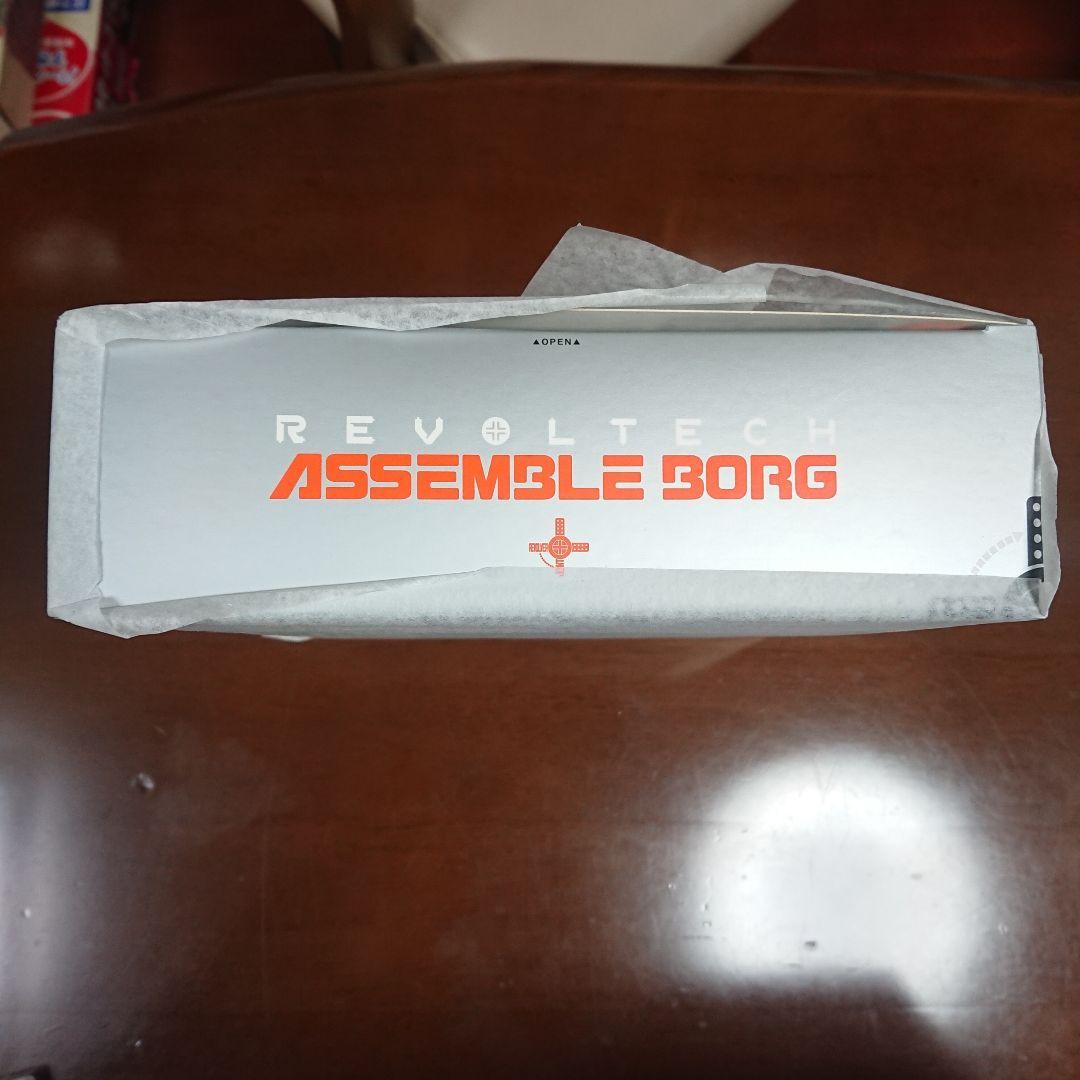 ▲OPEN▲
REVOLTECH
ASSEMBLE BORG